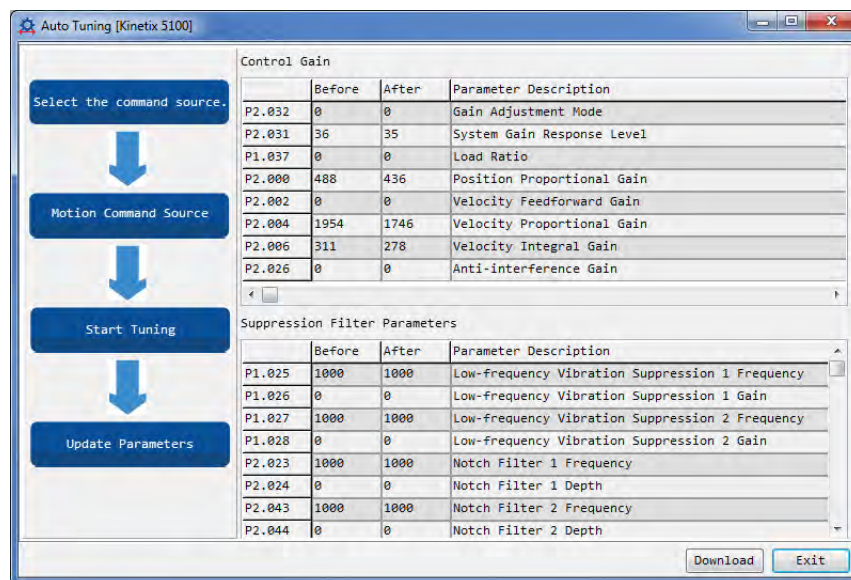 Auto Tuning [Kinetix 5100]
Select the command source.
Motion Command Source
Start Tuning
Update Parameters
Control Gain
Before After Parameter Description
P2.032 0 0 Gain Adjustment Mode
P2.031 36 35 System Gain Response Level
P1.037 0 0 Load Ratio
P2.000 488 436 Position Proportional Gain
P2.002 0 0 Velocity Feedforward Gain
P2.004 1954 1746 Velocity Proportional Gain
P2.006 311 278 Velocity Integral Gain
P2.026 0 0 Anti-interference Gain
Suppression Filter Parameters
Before After Parameter Description
P1.025 1000 1000 Low-frequency Vibration Suppression 1 Frequency
P1.026 0 0 Low-frequency Vibration Suppression 1 Gain
P1.027 1000 1000 Low-frequency Vibration Suppression 2 Frequency
P1.028 0 0 Low-frequency Vibration Suppression 2 Gain
P2.023 1000 1000 Notch Filter 1 Frequency
P2.024 0 0 Notch Filter 1 Depth
P2.043 1000 1000 Notch Filter 2 Frequency
P2.044 0 0 Notch Filter 2 Depth
Download Exit